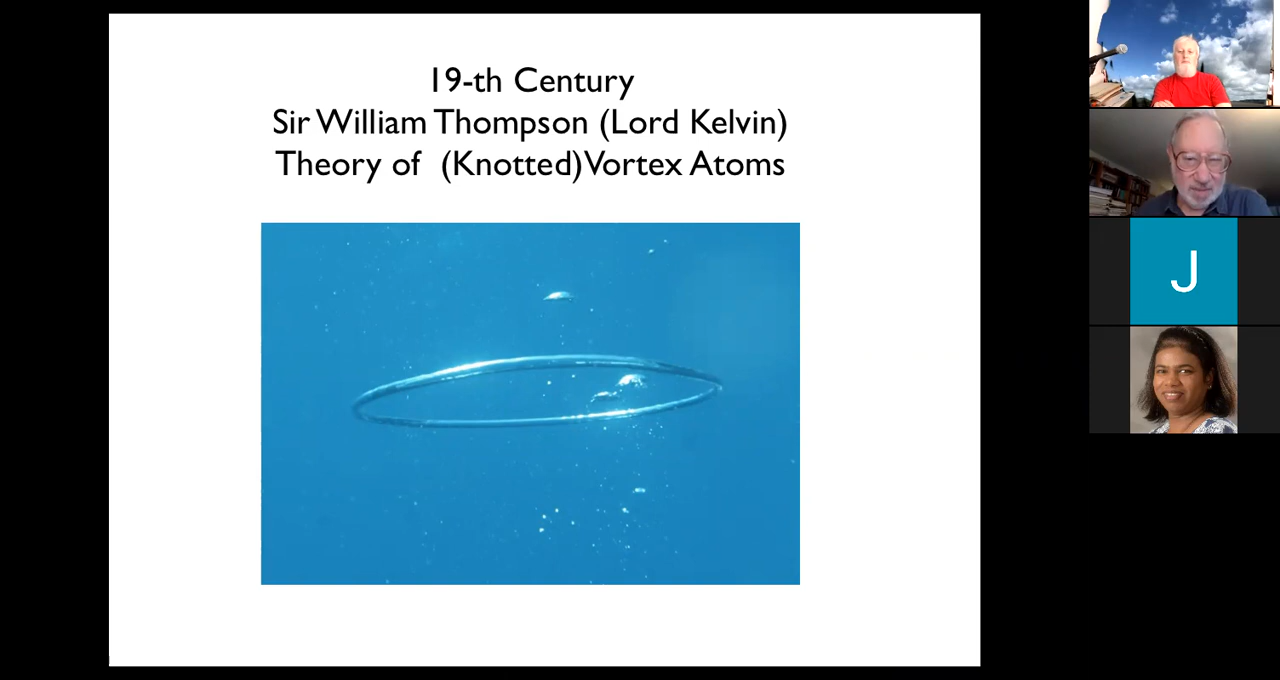 19-th Century
Sir William Thompson (Lord Kelvin)
Theory of (Knotted) Vortex Atoms
J